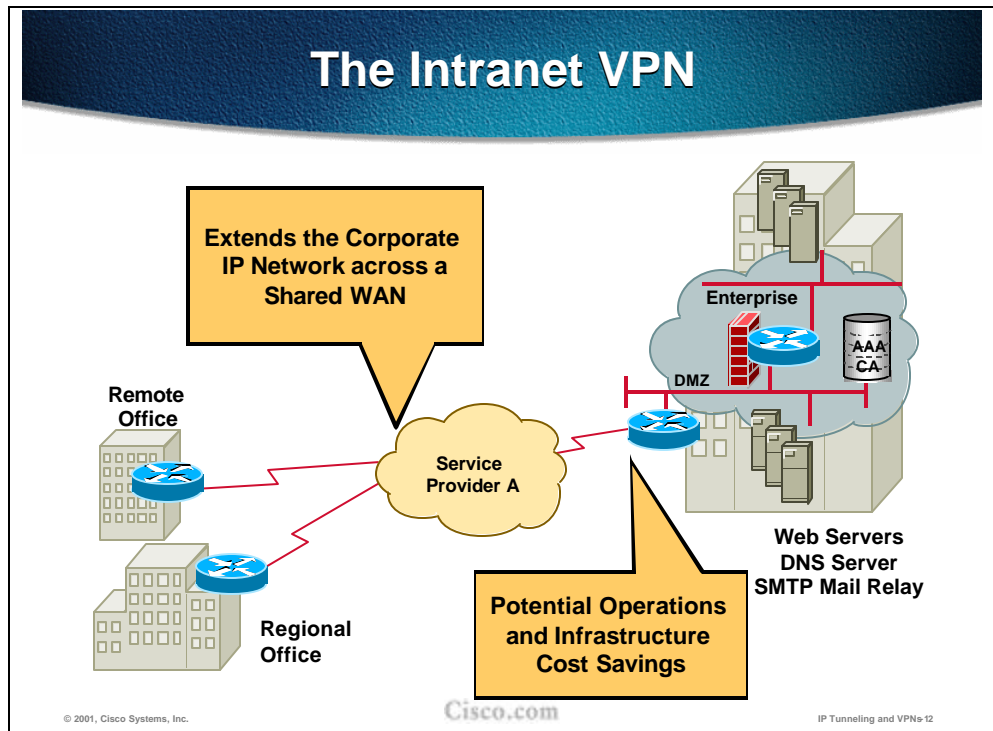 The Intranet VPN
Extends the Corporate
IP Network across a
Shared WAN
Enterprise
AAA
CA
DMZ
Remote
Office
Service
Provider A
Web Servers
DNS Server
SMTP Mail Relay
Potential Operations
and Infrastructure
Cost Savings
Regional
Office
© 2001, Cisco Systems, Inc.
Cisco.com
IP Tunneling and VPNs-12